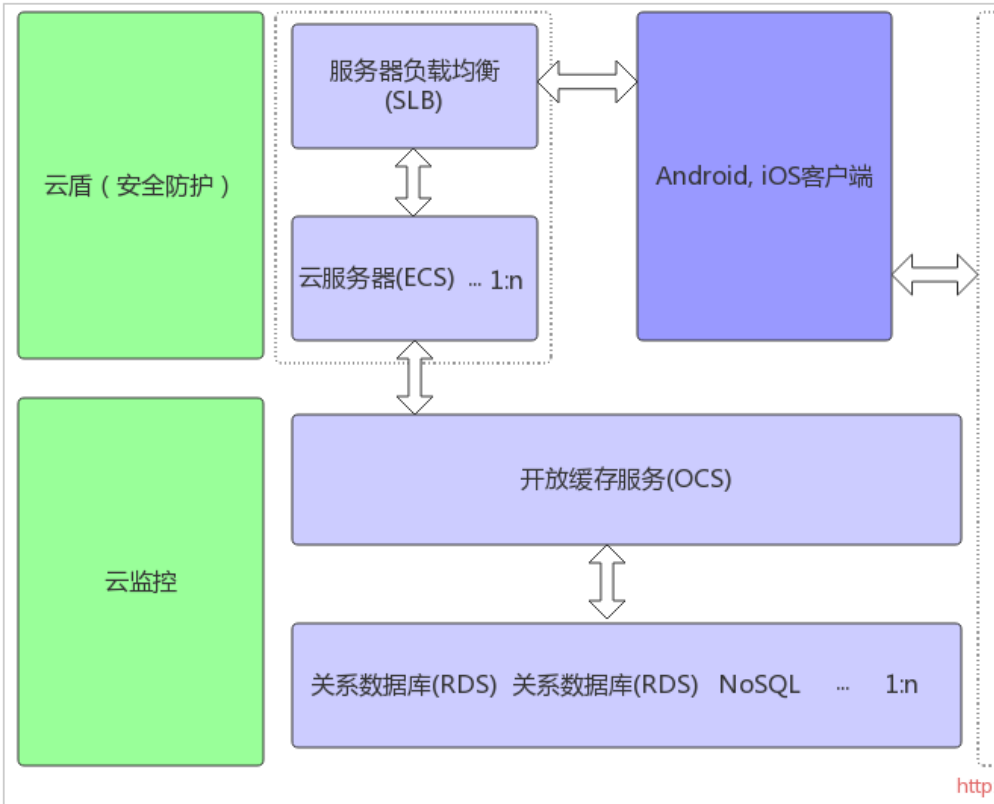 服务器负载均衡
(SLB)
云盾（安全防护）
Android, iOS客户端
云服务器(ECS) ... 1:n
开放缓存服务(OCS)
云监控
关系数据库(RDS) 关系数据库(RDS) NoSQL ... 1:n
http